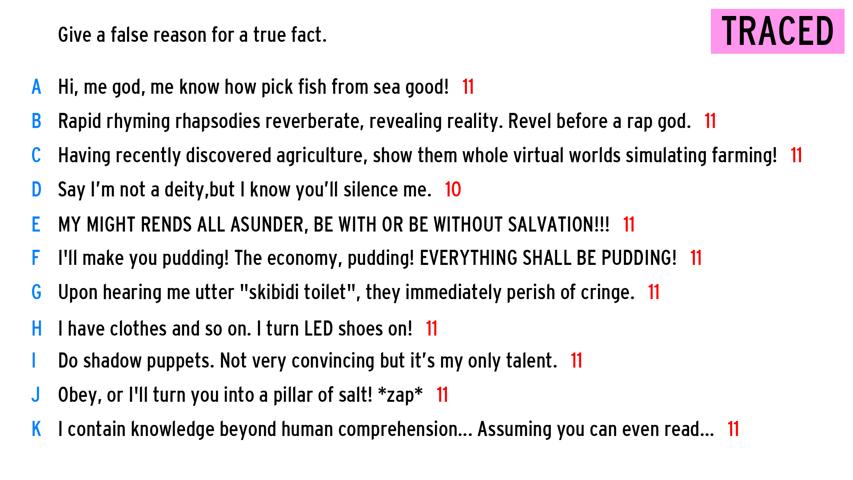 Give a false reason for a true fact.
TRACED
A Hi, me god, me know how pick fish from sea good! 11
B Rapid rhyming rhapsodies reverberate, revealing reality. Revel before a rap god. 11
C Having recently discovered agriculture, show them whole virtual worlds simulating farming! 11
D Say I'm not a deity,but I know you'll silence me. 10
E MY MIGHT RENDS ALL ASUNDER, BE WITH OR BE WITHOUT SALVATION!!! 11
F I'll make you pudding! The economy, pudding! EVERYTHING SHALL BE PUDDING! 11
G Upon hearing me utter "skibidi toilet", they immediately perish of cringe. 11
H I have clothes and so on. I turn LED shoes on! 11
I Do shadow puppets. Not very convincing but it's my only talent. 11
J Obey, or I'll turn you into a pillar of salt! *zap* 11
K I contain knowledge beyond human comprehension... Assuming you can even read... 11